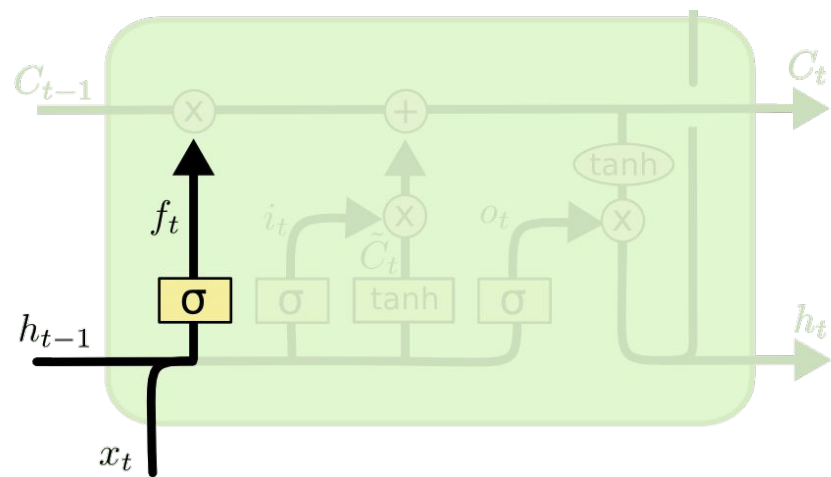 C_{t-1}
C_t
x
+
tanh
f_t
i_t
x
o_t
x
C̃_t
σ
σ
tanh
σ
h_{t-1}
h_t
x_t